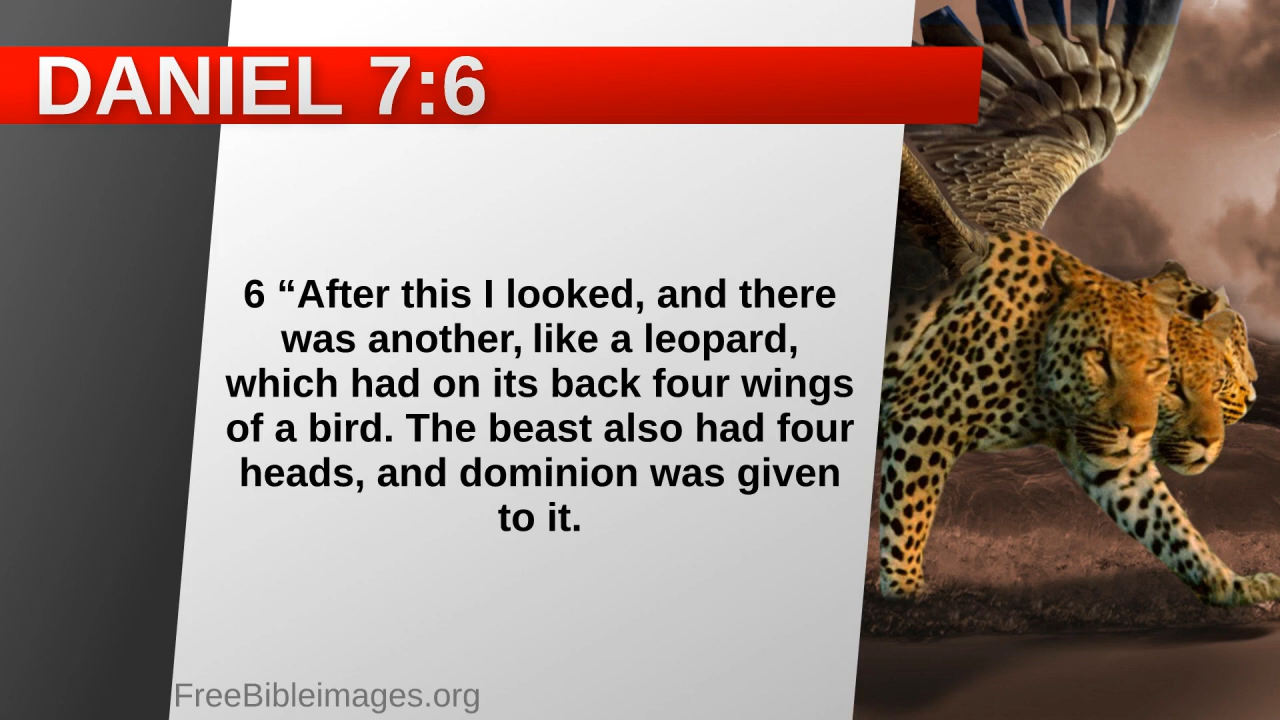 DANIEL 7:6
6 “After this I looked, and there
was another, like a leopard,
which had on its back four wings
of a bird. The beast also had four
heads, and dominion was given
to it.
FreeBibleimages.org